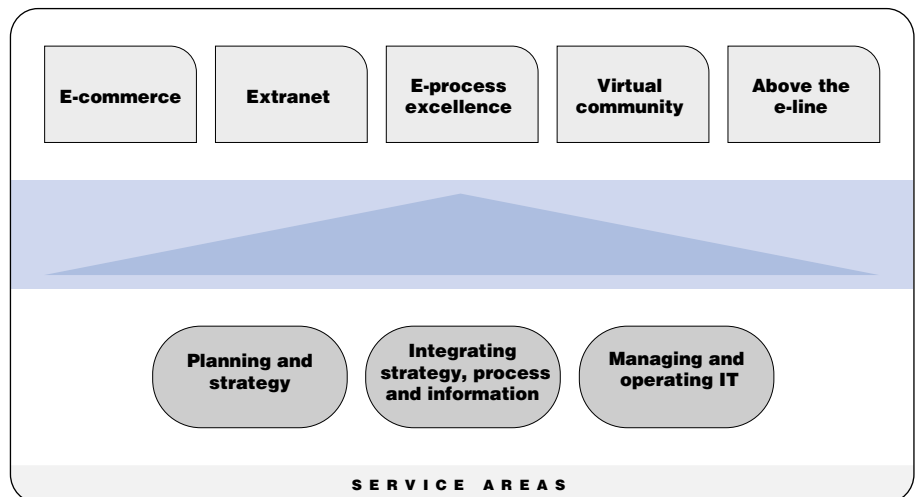 E-commerce
Extranet
E-process
excellence
Virtual
community
Above the
e-line
Planning and
strategy
Integrating
strategy, process
and information
Managing and
operating IT
SERVICE AREAS